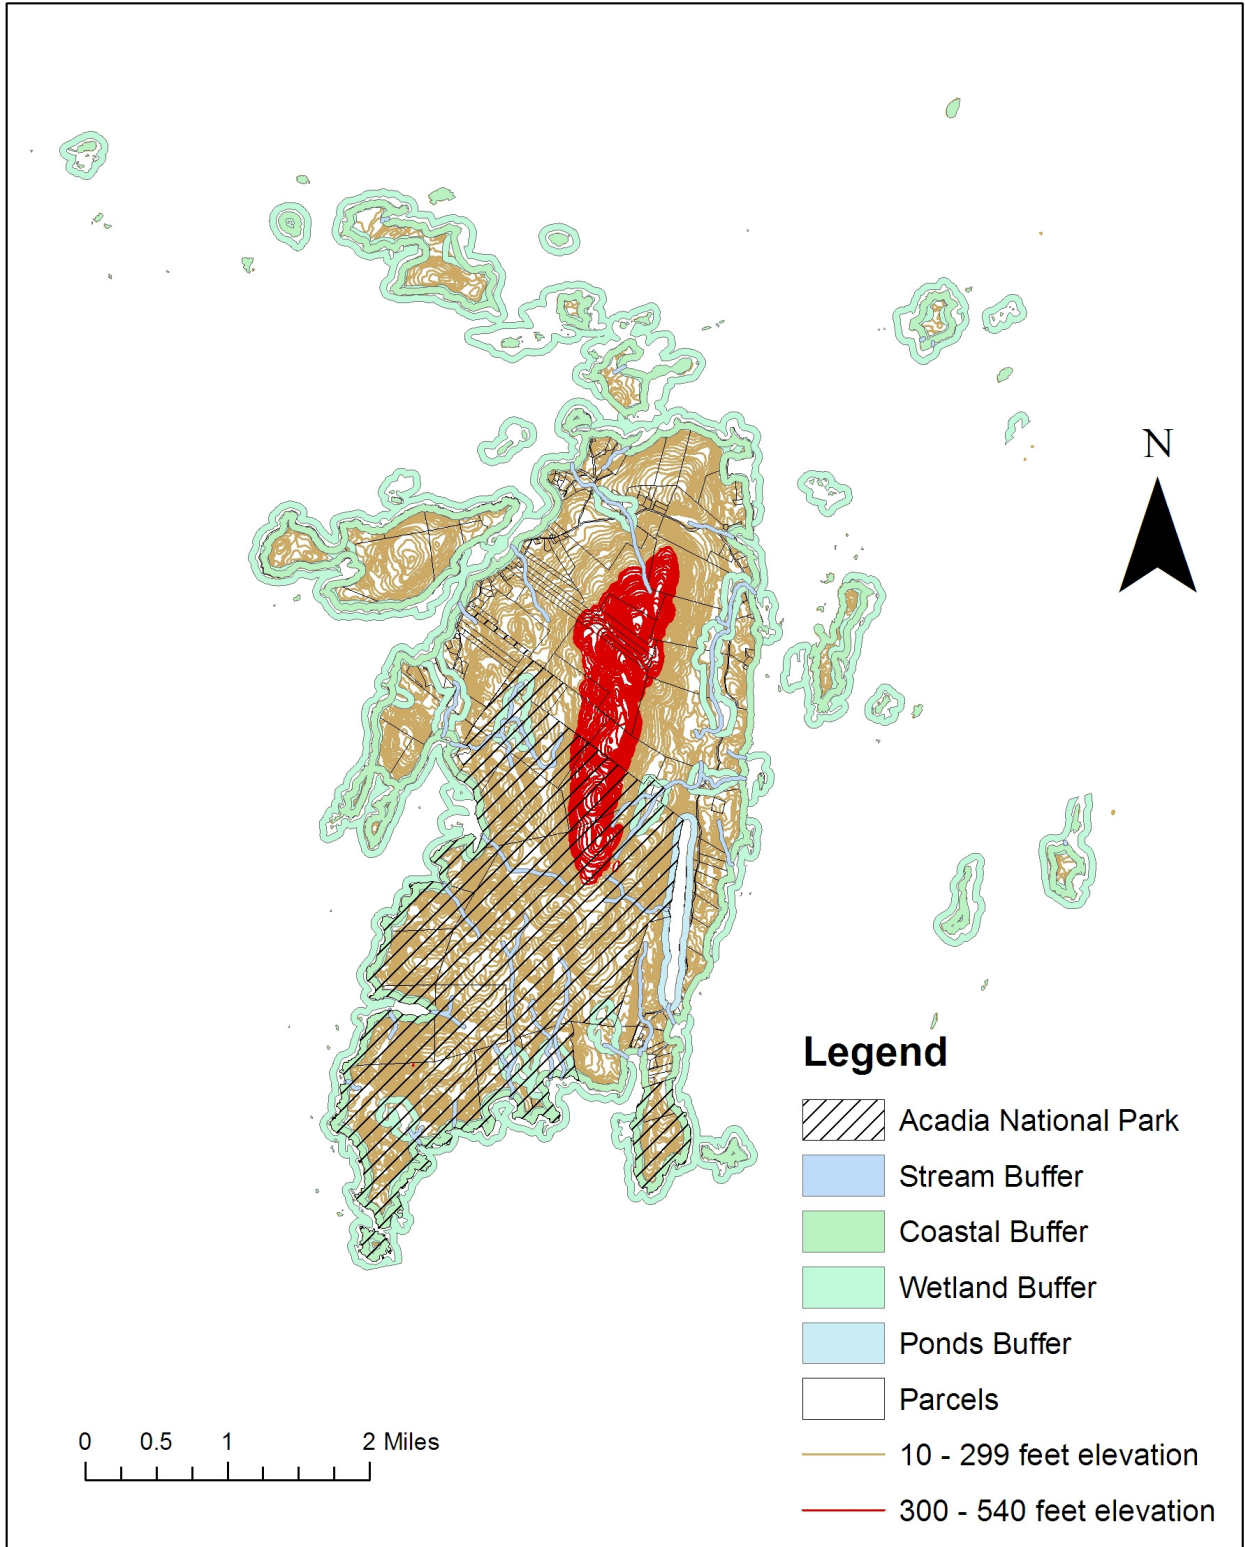 N
Legend
Acadia National Park
Stream Buffer
Coastal Buffer
Wetland Buffer
Ponds Buffer
Parcels
10 - 299 feet elevation
300 - 540 feet elevation
0 0.5 1 2 Miles